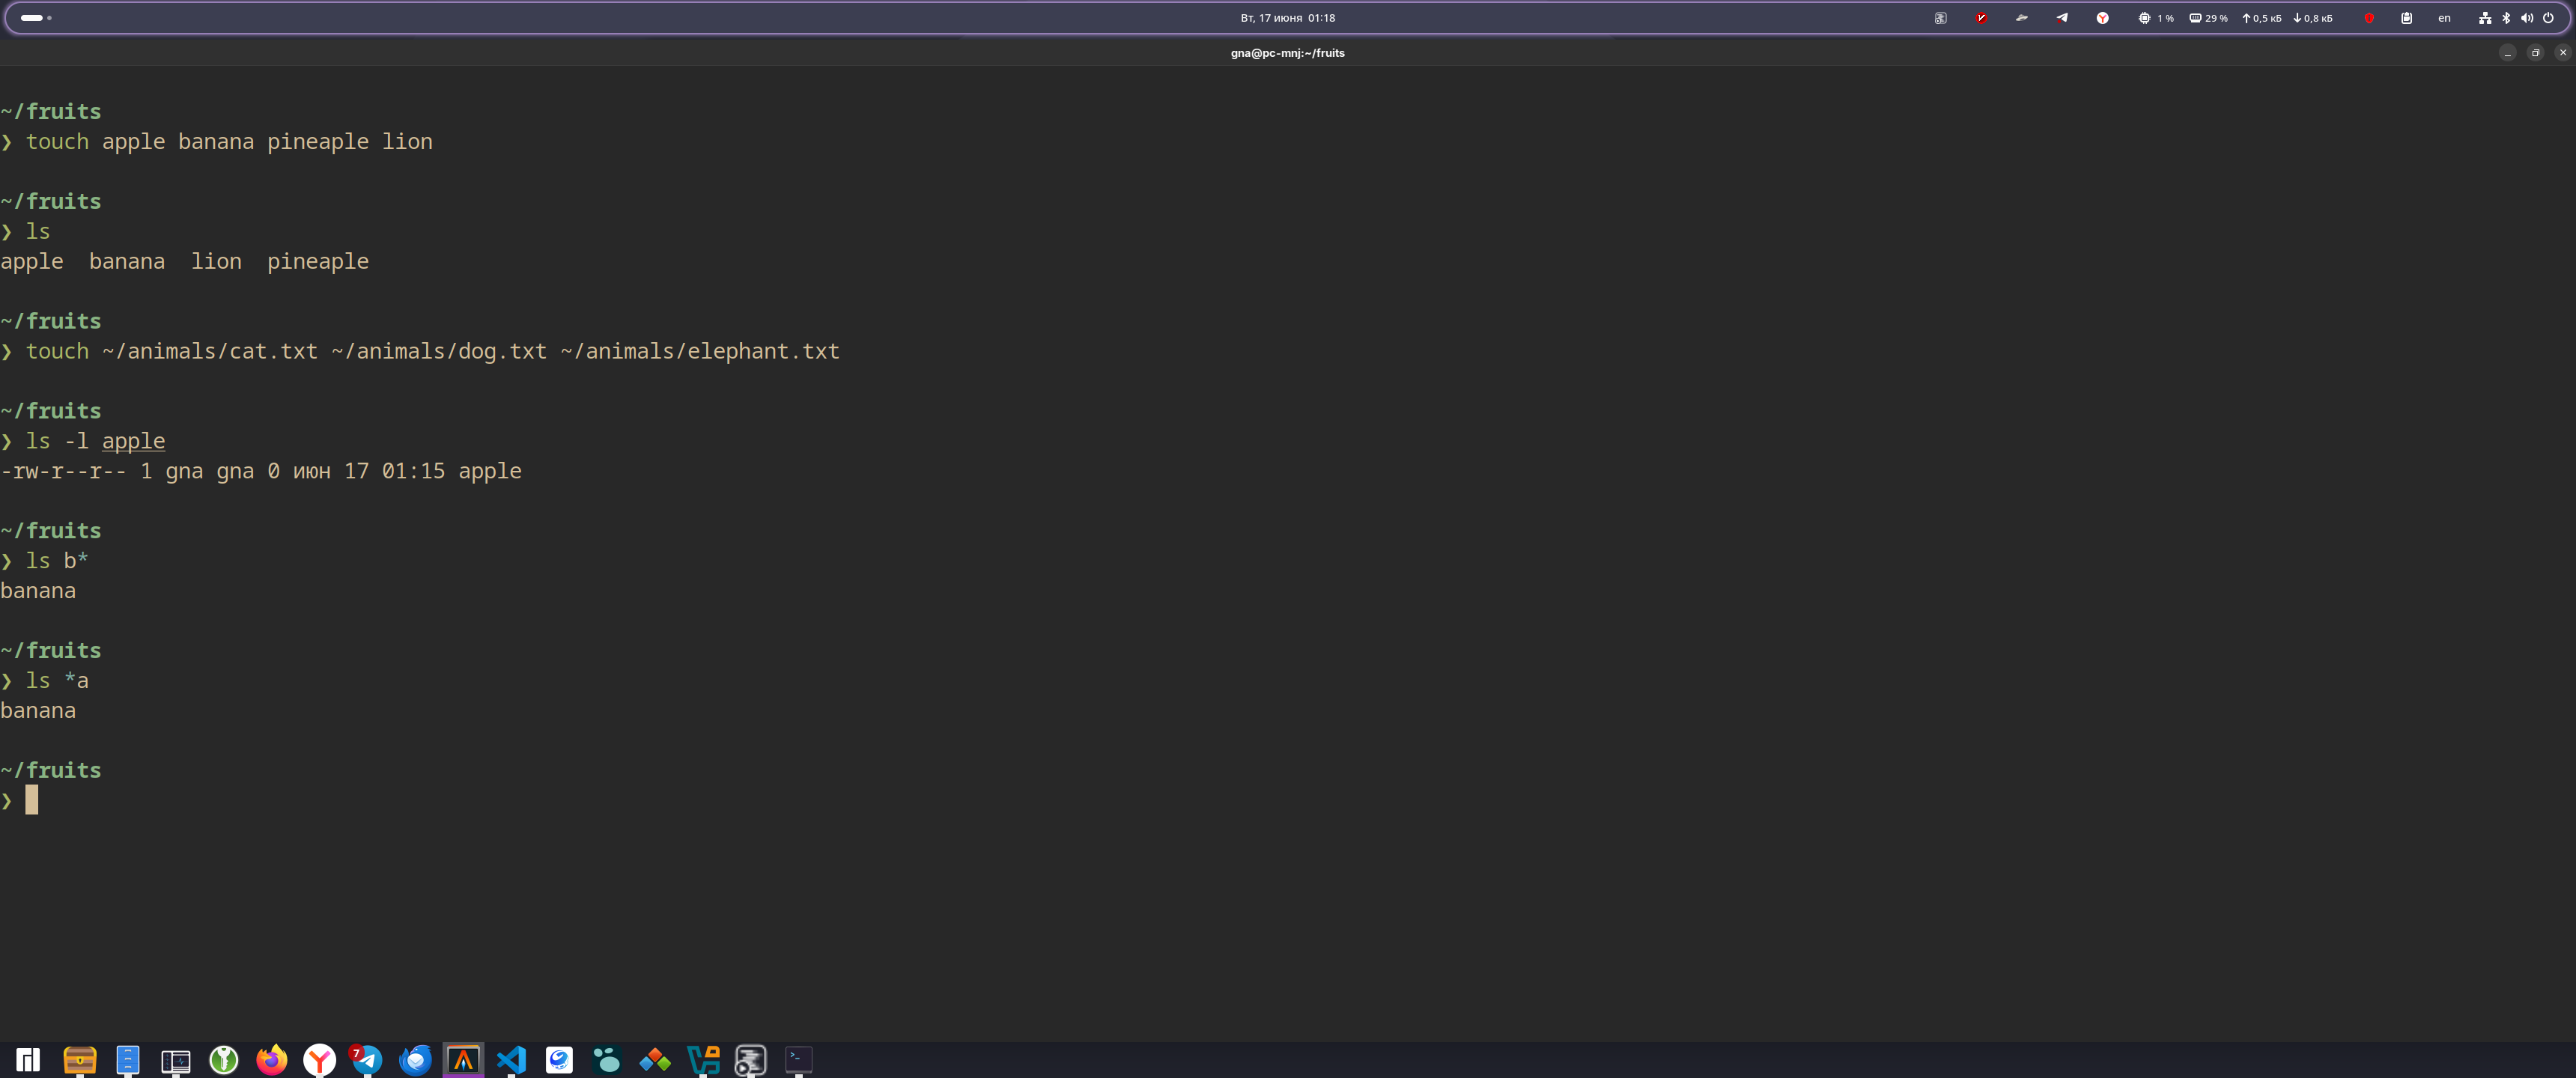 Вт, 17 июня 01:18
1 % 29 % 0,5 кБ 0,8 кБ en
gna@pc-mnj:~/fruits
~/fruits
❯ touch apple banana pineaple lion
~/fruits
❯ ls
apple banana lion pineaple
~/fruits
❯ touch ~/animals/cat.txt ~/animals/dog.txt ~/animals/elephant.txt
~/fruits
❯ ls -l apple
-rw-r--r-- 1 gna gna 0 июн 17 01:15 apple
~/fruits
❯ ls b*
banana
~/fruits
❯ ls *a
banana
~/fruits
❯
7